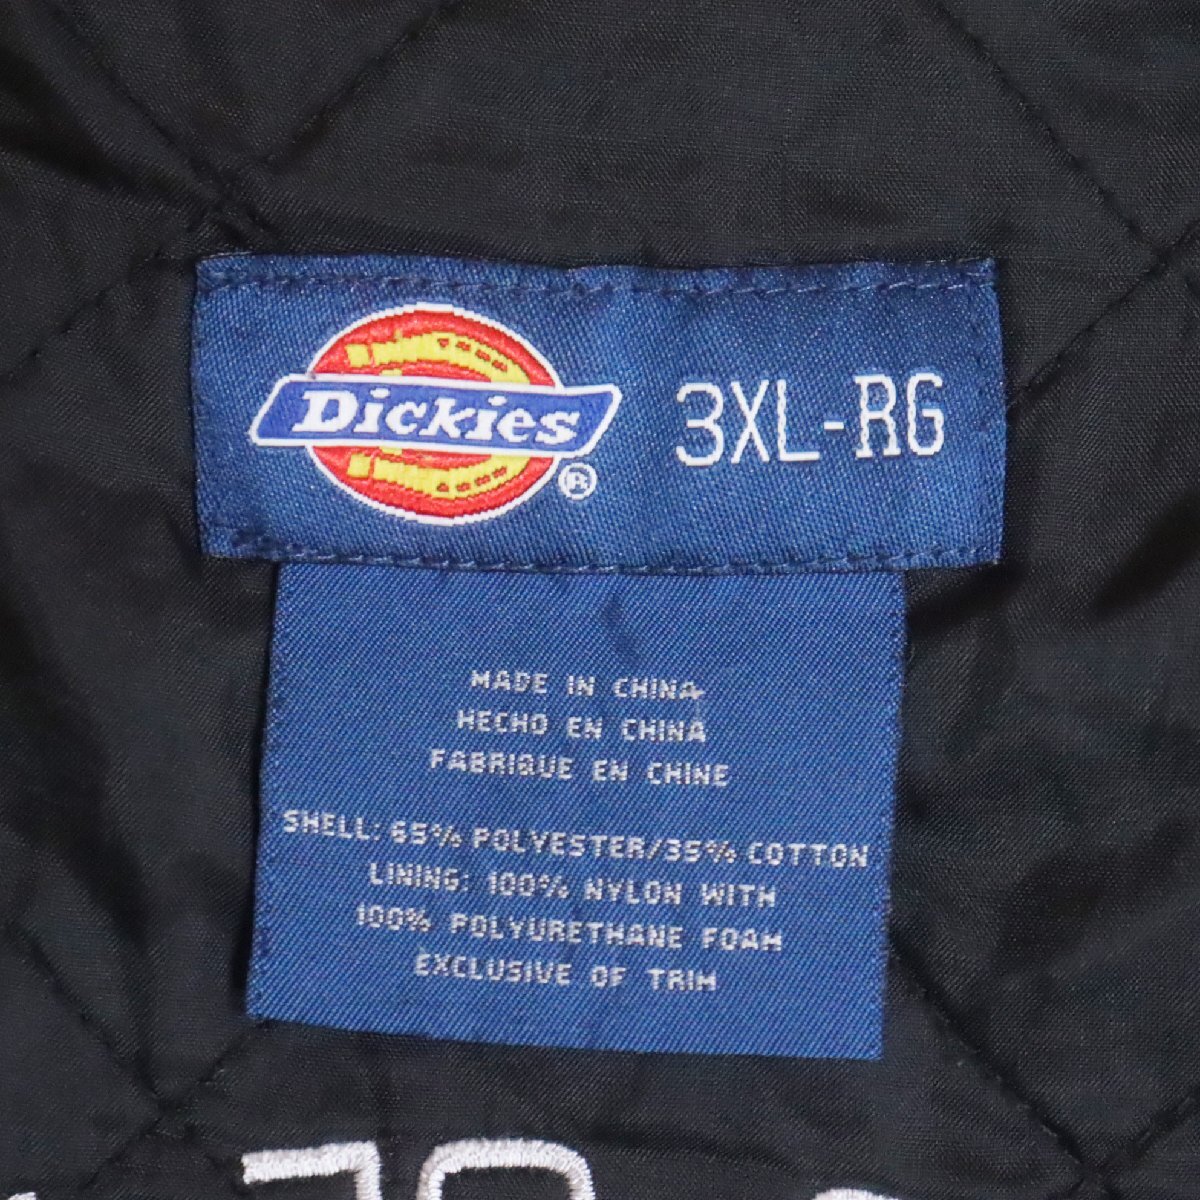 Dickies
®
3XL-RG
MADE IN CHINA
HECHO EN CHINA
FABRIQUE EN CHINE
SHELL: 65% POLYESTER/35% COTTON
LINING: 100% NYLON WITH
100% POLYURETHANE FOAM
EXCLUSIVE OF TRIM